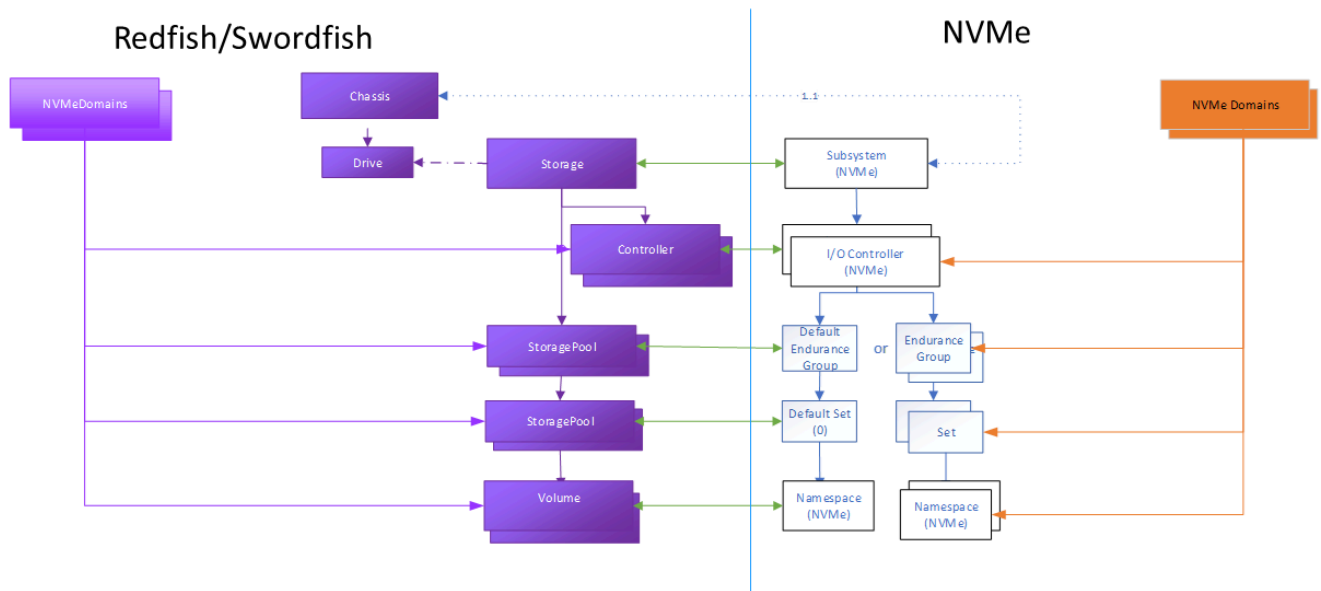 Redfish/Swordfish
NVMe
NVMeDomains
Chassis
1..1
NVMe Domains
Drive
Storage
Subsystem
(NVMe)
Controller
I/O Controller
(NVMe)
StoragePool
Default
Endurance
Group
or
Endurance
Group
StoragePool
Default Set
(0)
Set
Volume
Namespace
(NVMe)
Namespace
(NVMe)